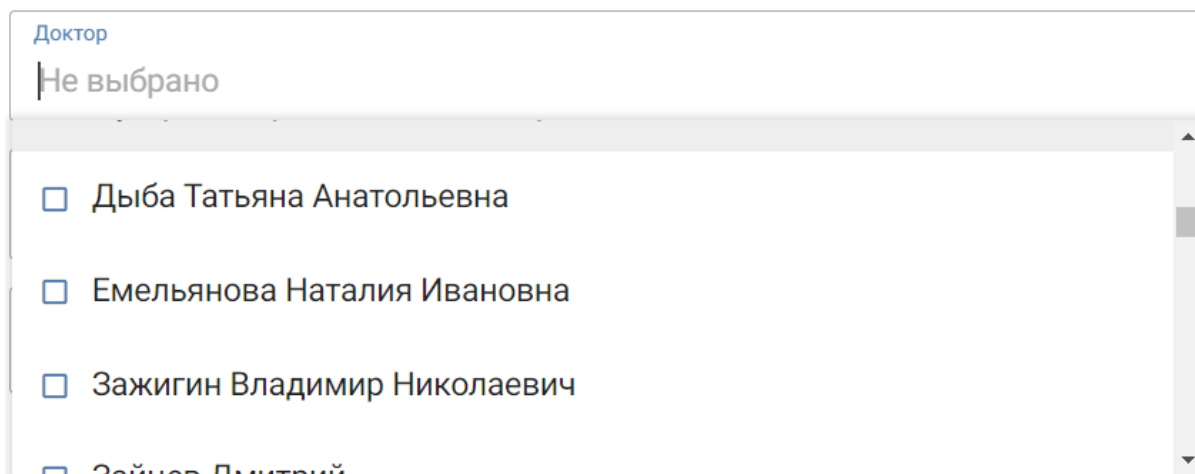 Доктор
Не выбрано
Дыба Татьяна Анатольевна
Емельянова Наталия Ивановна
Зажигин Владимир Николаевич
Зайцев Дмитрий